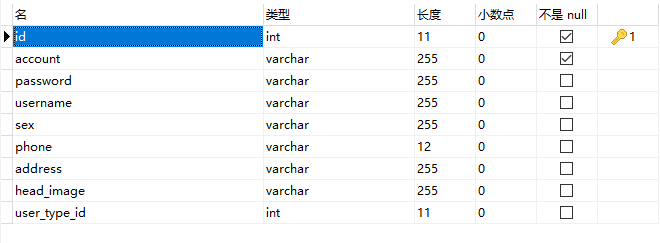 名 类型 长度 小数点 不是 null
id int 11 0 1
account varchar 255 0
password varchar 255 0
username varchar 255 0
sex varchar 255 0
phone varchar 12 0
address varchar 255 0
head_image varchar 255 0
user_type_id int 11 0